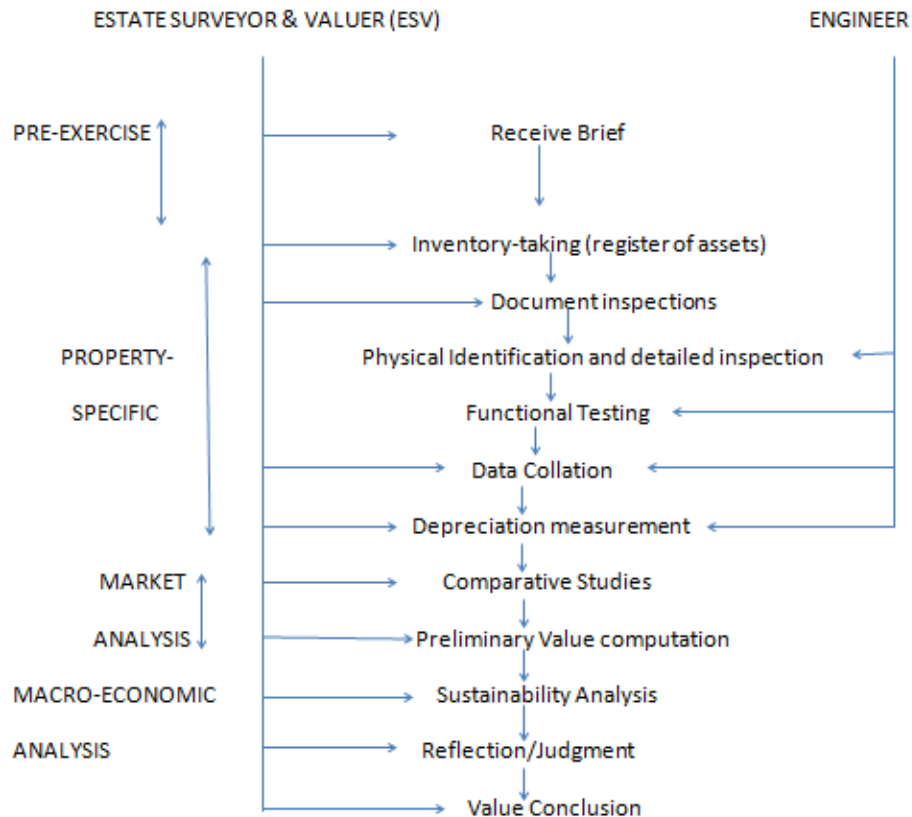 ESTATE SURVEYOR & VALUER (ESV) ENGINEER
PRE-EXERCISE Receive Brief
Inventory-taking (register of assets)
Document inspections
PROPERTY- Physical Identification and detailed inspection
SPECIFIC Functional Testing
Data Collation
Depreciation measurement
MARKET Comparative Studies
ANALYSIS Preliminary Value computation
MACRO-ECONOMIC Sustainability Analysis
ANALYSIS Reflection/Judgment
Value Conclusion